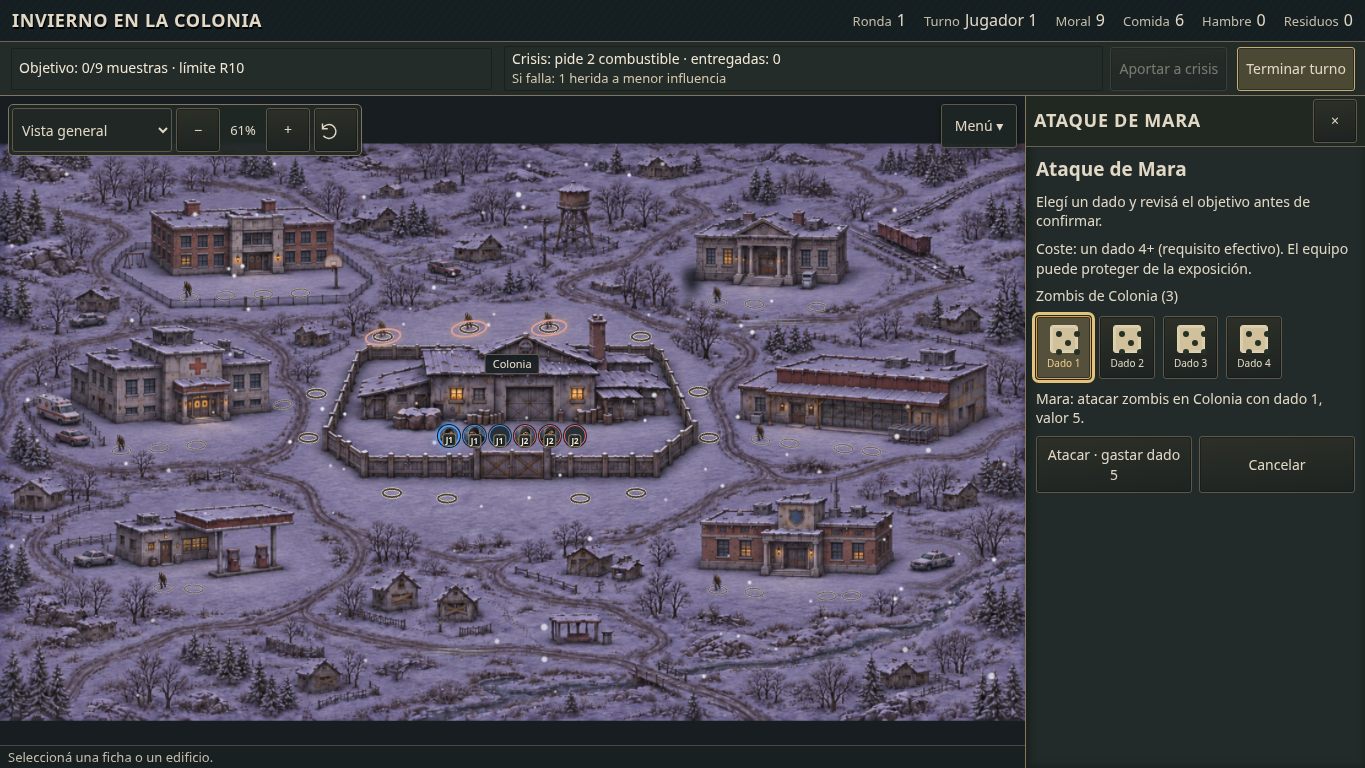 INVIERNO EN LA COLONIA
Ronda 1 Turno Jugador 1 Moral 9 Comida 6 Hambre 0 Residuos 0
Objetivo: 0/9 muestras · límite R10
Crisis: pide 2 combustible · entregadas: 0
Si falla: 1 herida a menor influencia
Aportar a crisis
Terminar turno
Vista general
−
61%
+
Menú ▾
ATAQUE DE MARA
×
Ataque de Mara
Elegí un dado y revisá el objetivo antes de
confirmar.
Coste: un dado 4+ (requisito efectivo). El equipo
puede proteger de la exposición.
Zombis de Colonia (3)
Dado 1 Dado 2 Dado 3 Dado 4
Mara: atacar zombis en Colonia con dado 1,
valor 5.
Atacar · gastar dado
5
Cancelar
Colonia
J1 J1 J1 J2 J2 J2
Seleccioná una ficha o un edificio.